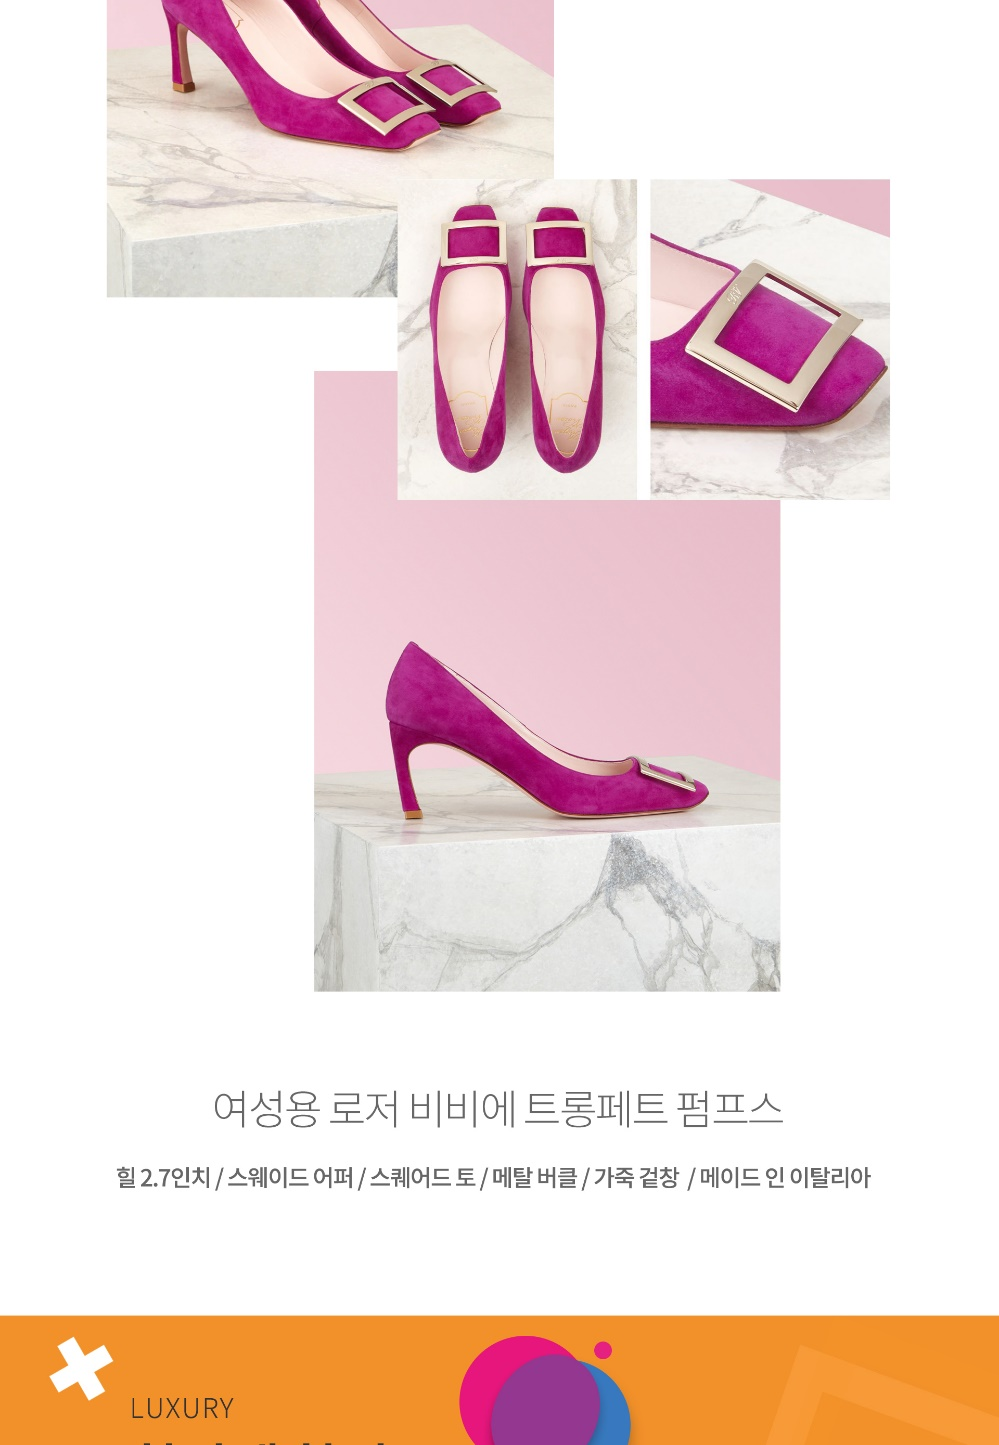 여성용 로저 비비에 트롱페트 펌프스
힐 2.7인치 / 스웨이드 어퍼 / 스퀘어드 토 / 메탈 버클 / 가죽 겉창 / 메이드 인 이탈리아
LUXURY